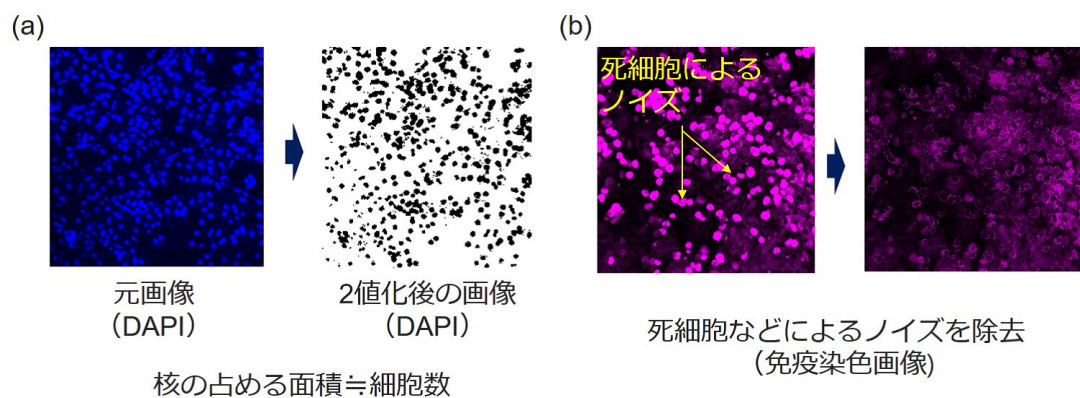 (a)
元画像
（DAPI）
2値化後の画像
（DAPI）
核の占める面積≒細胞数
(b)
死細胞による
ノイズ
死細胞などによるノイズを除去
（免疫染色画像)